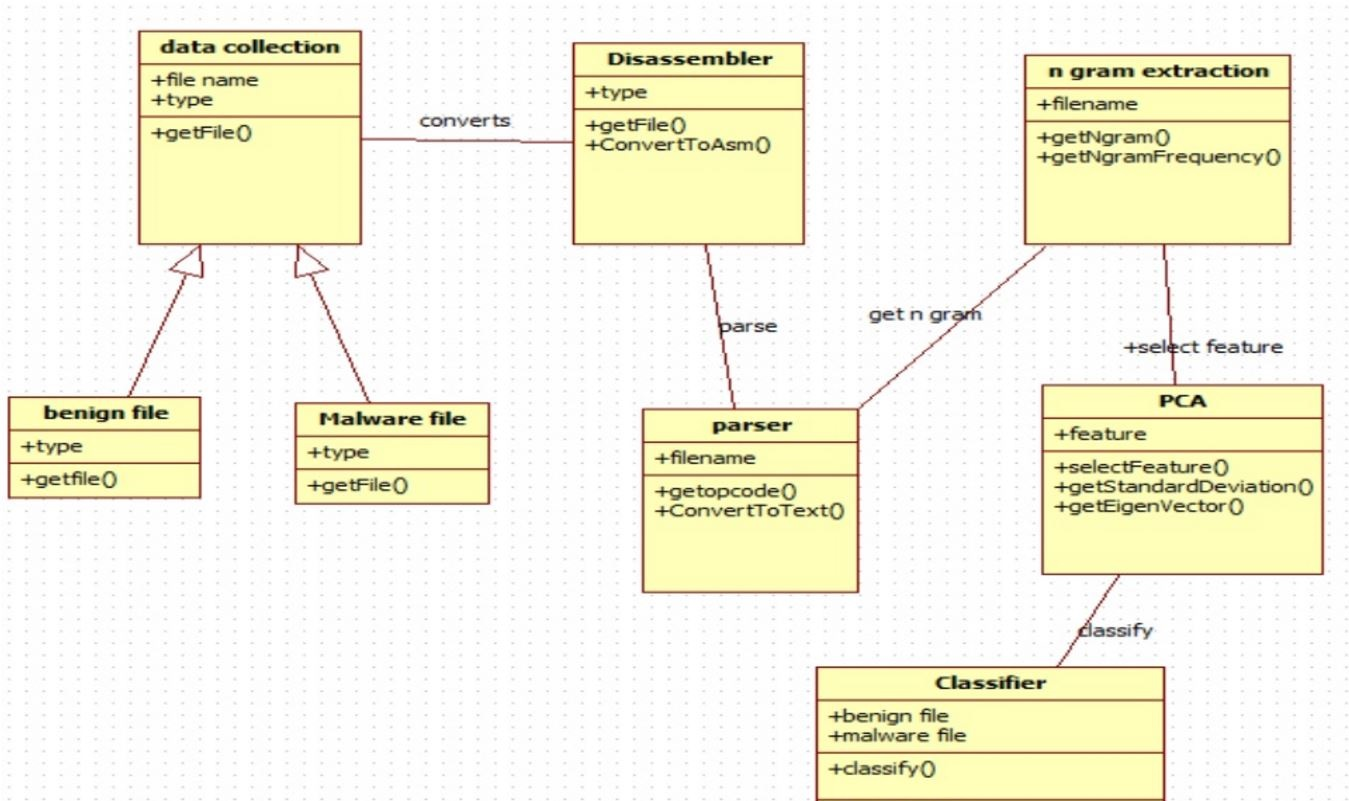 data collection
+file name
+type
+getFile()
converts
Disassembler
+type
+getFile()
+ConvertToAsm()
n gram extraction
+filename
+getNgram()
+getNgramFrequency()
parse
get n gram
+select feature
benign file
+type
+getfile()
Malware file
+type
+getFile()
parser
+filename
+getopcode()
+ConvertToText()
PCA
+feature
+selectFeature()
+getStandardDeviation()
+getEigenVector()
classify
Classifier
+benign file
+malware file
+classify()